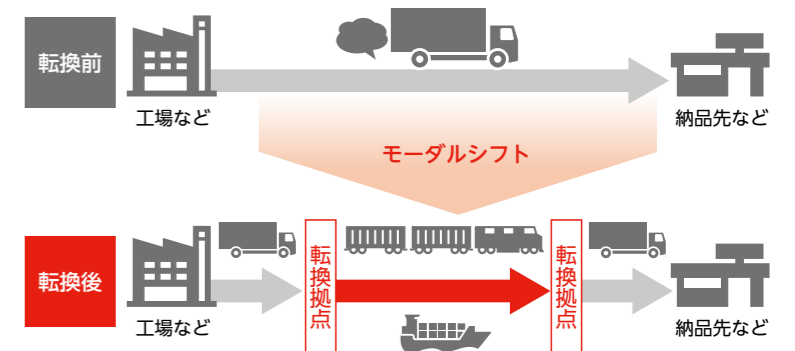 転換前
工場など
納品先など
モーダルシフト
転換後
転換拠点
転換拠点
工場など
納品先など